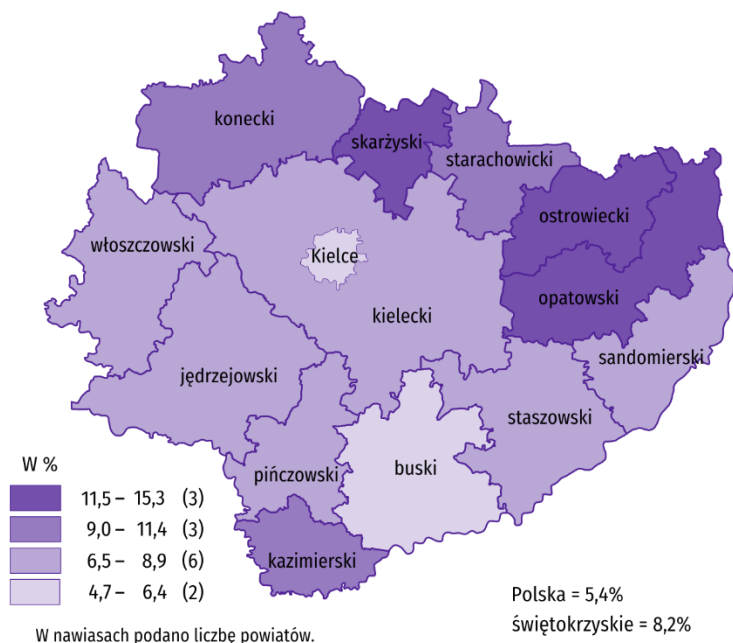 konecki
skarżyski
starachowicki
ostrowiecki
włoszczowski
Kielce
opatowski
kielecki
sandomierski
jędrzejowski
staszowski
pińczowski
buski
kazimierski
W %
11,5 – 15,3 (3)
9,0 – 11,4 (3)
6,5 – 8,9 (6)
4,7 – 6,4 (2)
Polska = 5,4%
świętokrzyskie = 8,2%
W nawiasach podano liczbę powiatów.